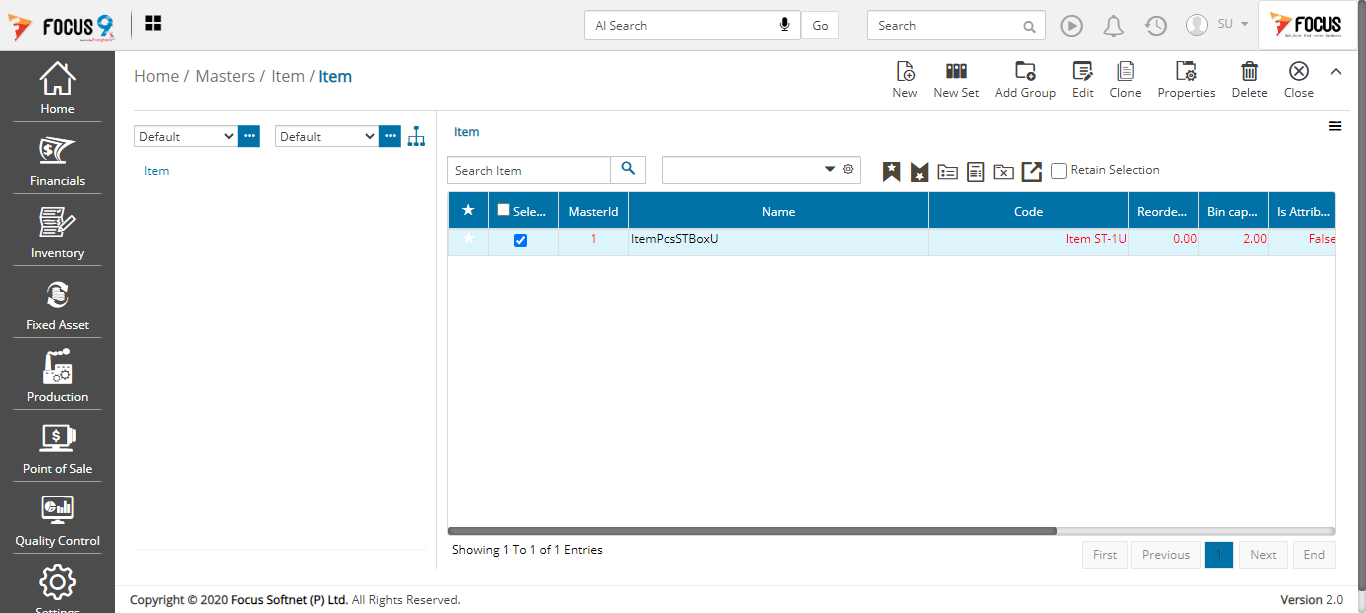 FOCUS 9
AI Search
Go
Search
SU
FOCUS
Home / Masters / Item / Item
New
New Set
Add Group
Edit
Clone
Properties
Delete
Close
Home
Financials
Inventory
Fixed Asset
Production
Point of Sale
Quality Control
Settings
Default
Default
Item
Item
Search Item
Retain Selection
Sele... MasterId Name Code Reorde... Bin cap... Is Attrib...
1 ItemPcsSTBoxU Item ST-1U 0.00 2.00 False
Showing 1 To 1 of 1 Entries
First Previous 1 Next End
Copyright © 2020 Focus Softnet (P) Ltd. All Rights Reserved.
Version 2.0